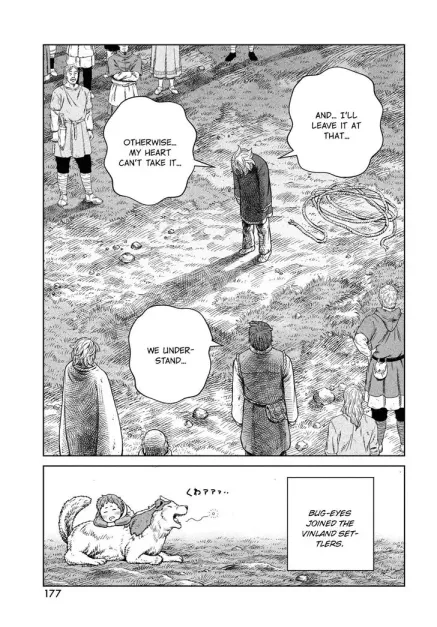 AND... I'LL
LEAVE IT AT
THAT...
OTHERWISE...
MY HEART
CAN'T TAKE IT...
WE UNDER-
STAND...
BUG-EYES
JOINED THE
VINLAND SET-
TLERS.
くわァァァ‥
177